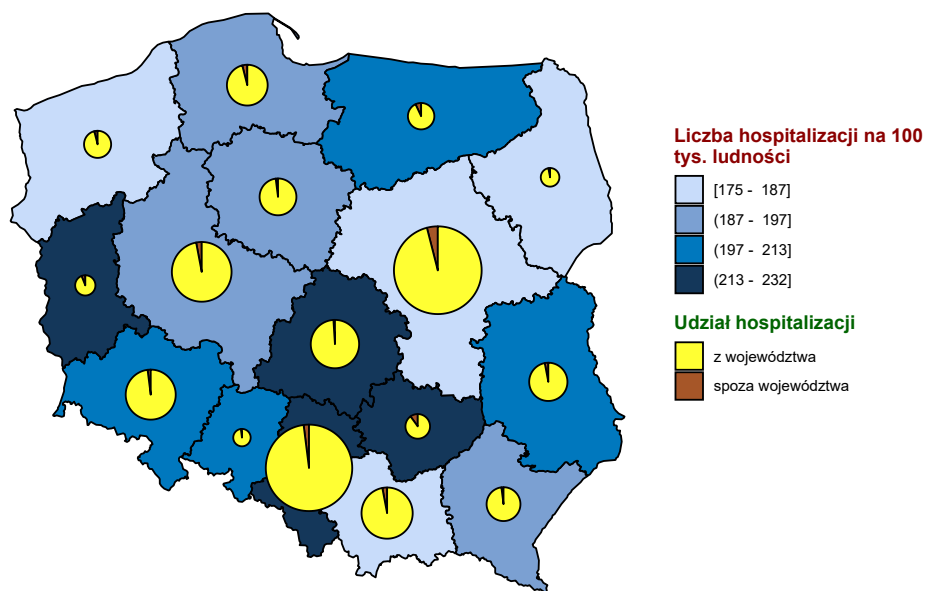 Liczba hospitalizacji na 100
tys. ludności
[175 - 187]
(187 - 197]
(197 - 213]
(213 - 232]
Udział hospitalizacji
z województwa
spoza województwa